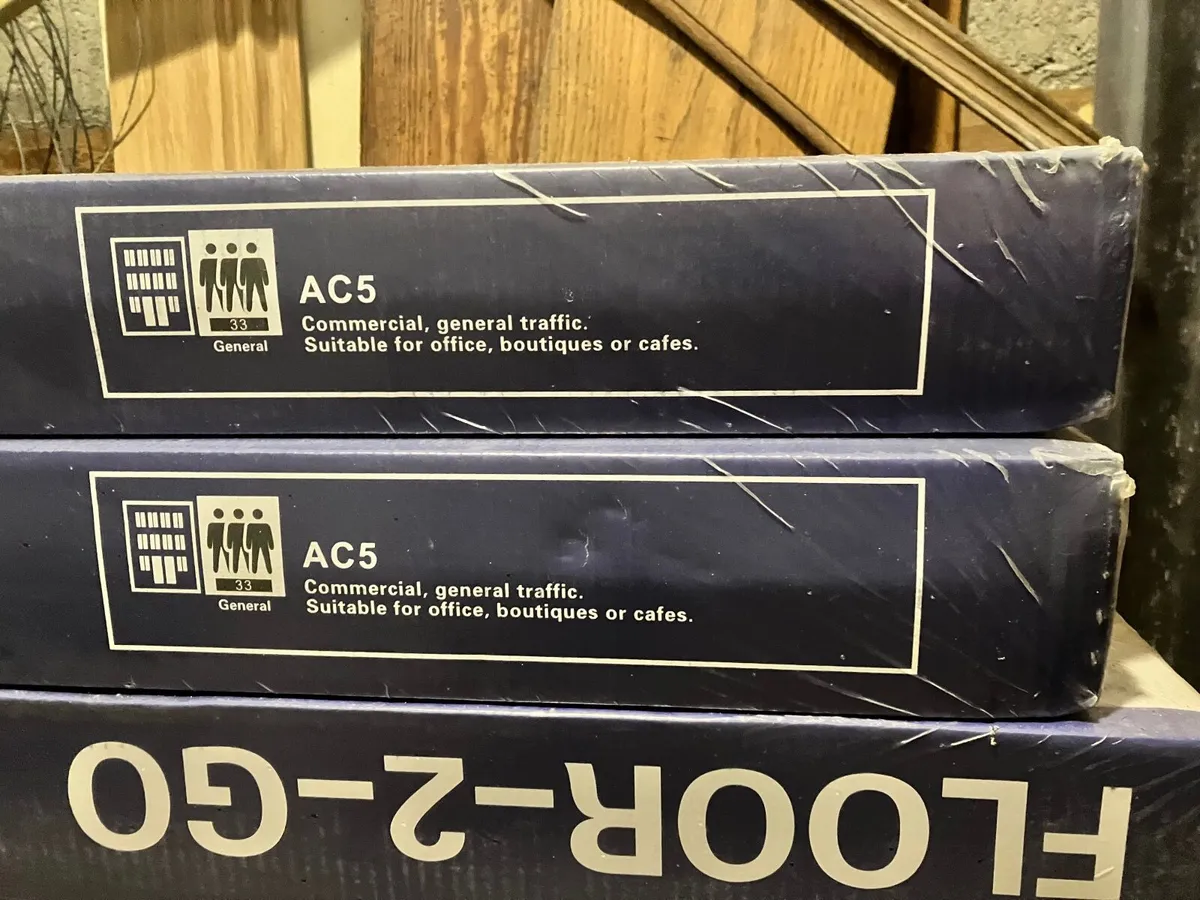 AC5
Commercial, general traffic.
Suitable for office, boutiques or cafes.
33
General
AC5
Commercial, general traffic.
Suitable for office, boutiques or cafes.
33
General
FLOOR-2-GO